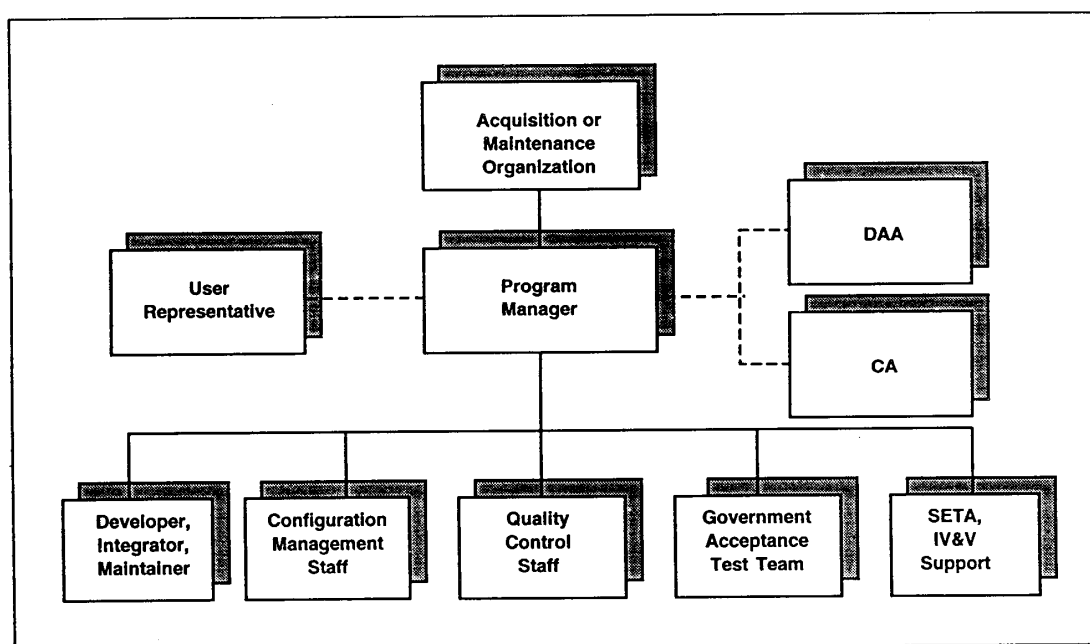 Acquisition or
Maintenance
Organization
DAA
User
Representative
Program
Manager
CA
Developer,
Integrator,
Maintainer
Configuration
Management
Staff
Quality
Control
Staff
Government
Acceptance
Test Team
SETA,
IV&V
Support